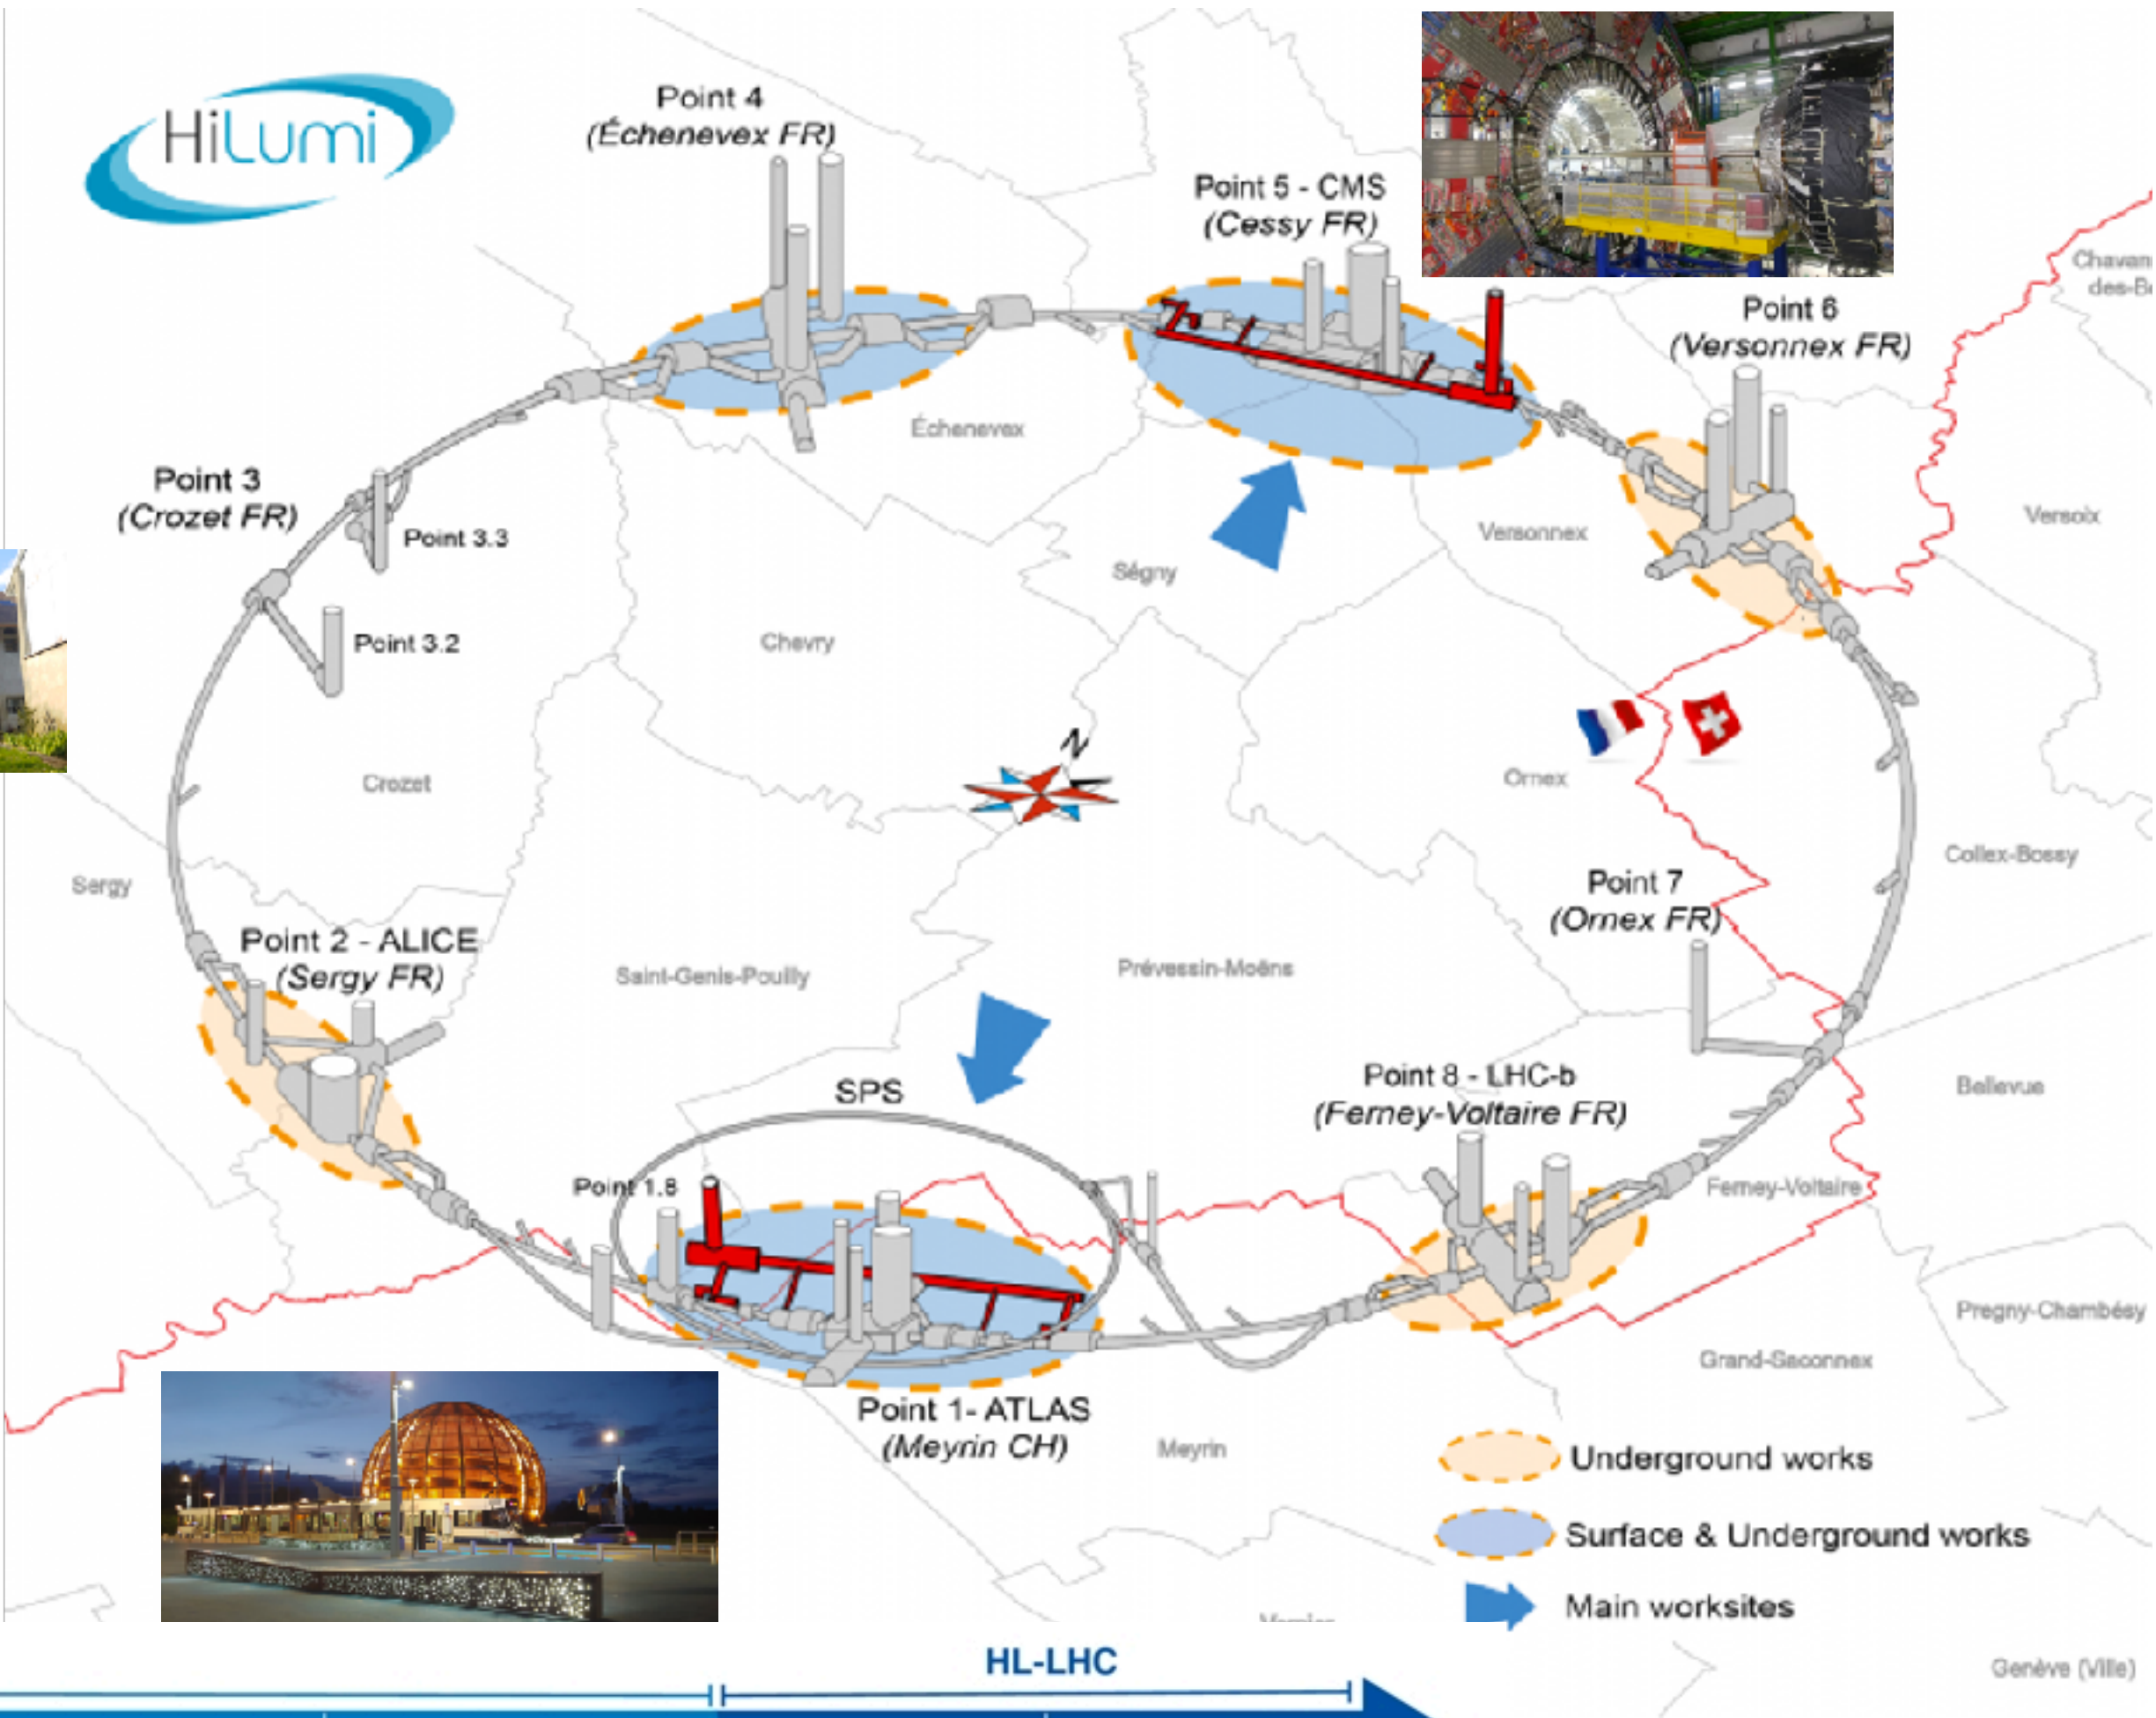 HiLumi
Point 4
(Échenevex FR)
Point 5 - CMS
(Cessy FR)
Point 6
(Versonnex FR)
Échenevex
Point 3
(Crozet FR)
Point 3.3
Point 3.2
Versonnex
Versoix
Ségny
Chevry
N
Crozet
Ornex
Collex-Bossy
Sergy
Point 7
(Ornex FR)
Point 2 - ALICE
(Sergy FR)
Saint-Genis-Pouilly
Prévessin-Moëns
SPS
Point 8 - LHC-b
(Ferney-Voltaire FR)
Bellevue
Point 1.8
Ferney-Voltaire
Pregny-Chambésy
Grand-Saconnex
Point 1- ATLAS
(Meyrin CH)
Meyrin
Underground works
Surface & Underground works
Main worksites
HL-LHC
Genève (Ville)